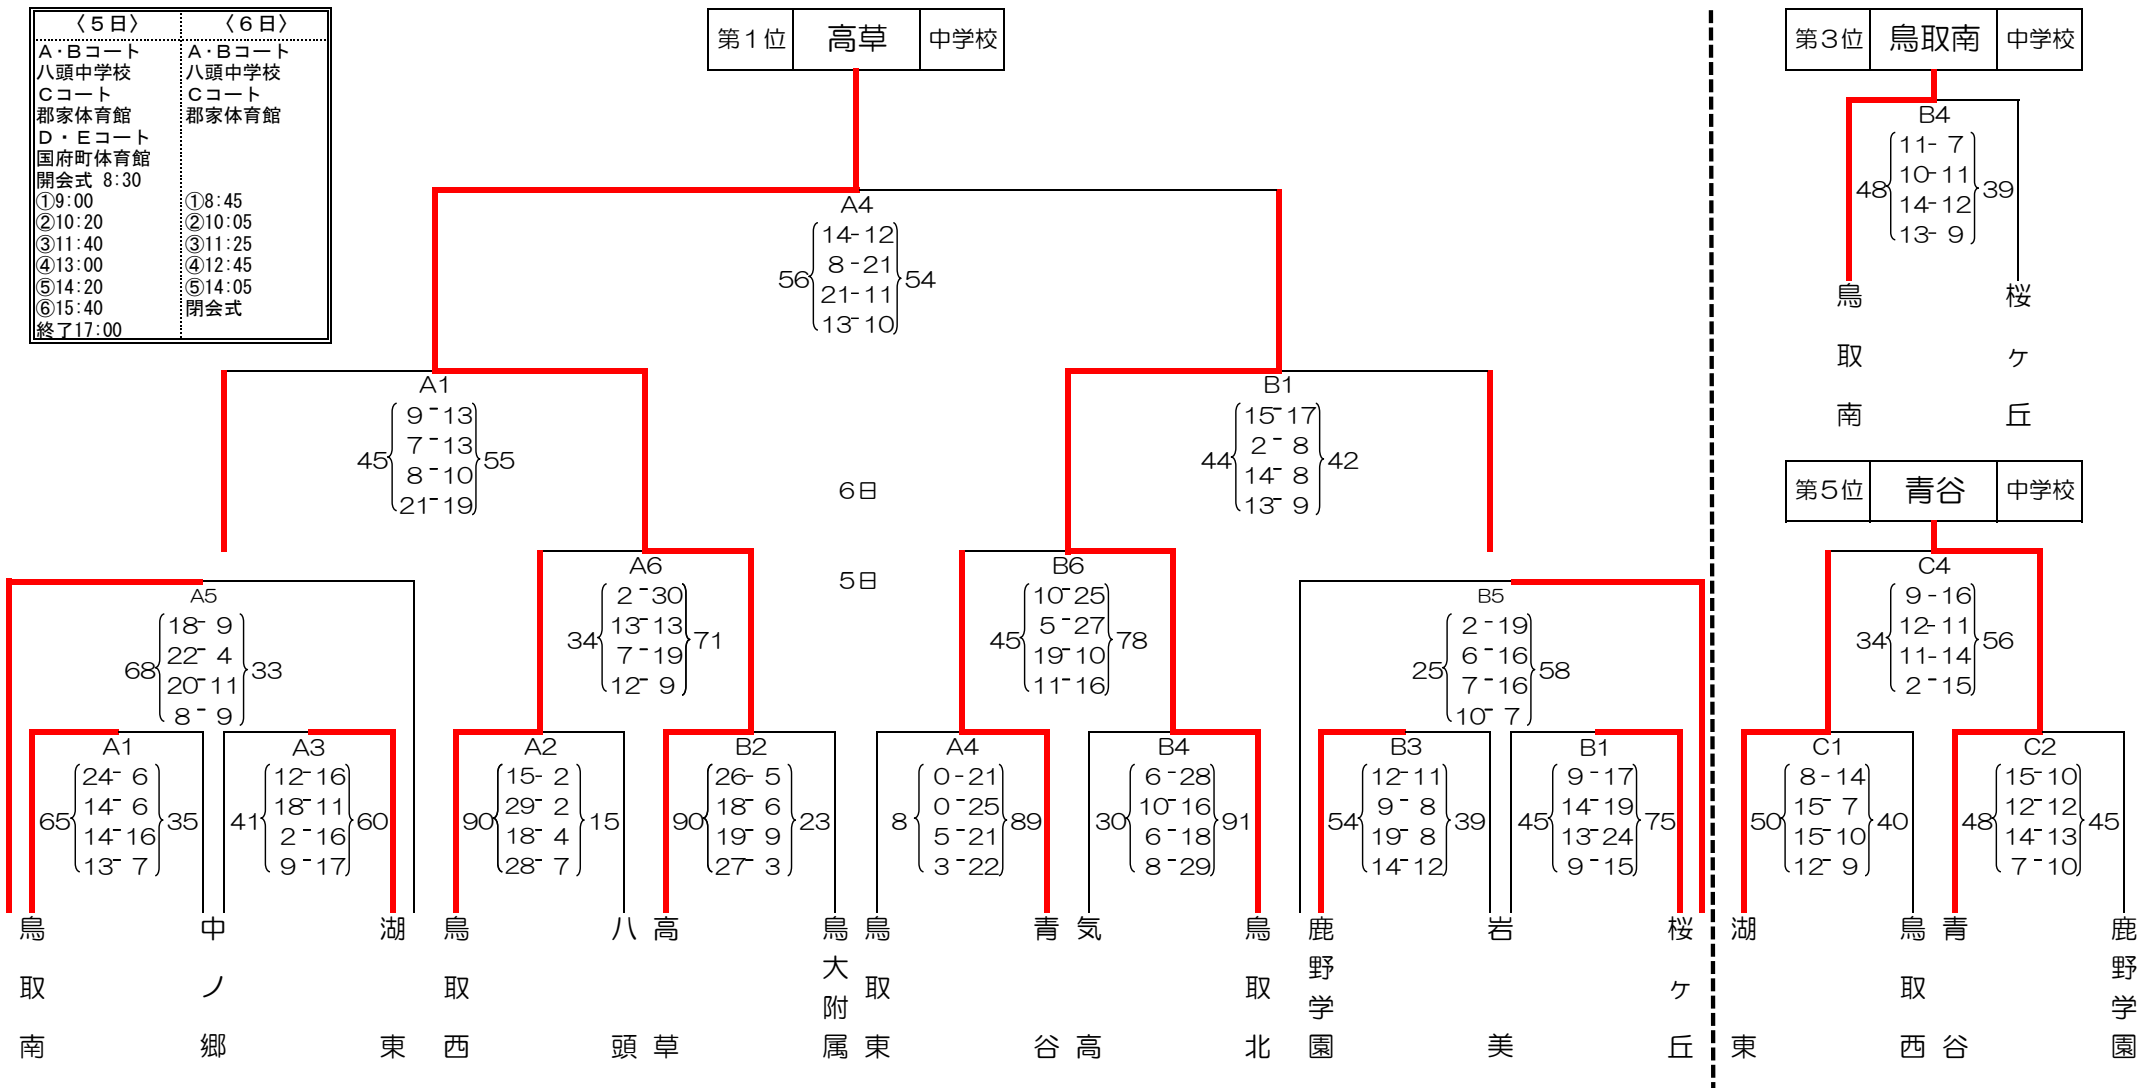 〈５日〉 〈６日〉
A・Bコート A・Bコート
八頭中学校 八頭中学校
Cコート Cコート
郡家体育館 郡家体育館
D・Eコート
国府町体育館
開会式 8:30
①9:00 ①8:45
②10:20 ②10:05
③11:40 ③11:25
④13:00 ④12:45
⑤14:20 ⑤14:05
⑥15:40 閉会式
終了17:00
第１位 高草 中学校
A4
14-12
8-21
56 54
21-11
13-10
A1
9-13
7-13
45 55
8-10
21-19
B1
15-17
2-8
44 42
14-8
13-9
6日
5日
A5
18-9
22-4
68 33
20-11
8-9
A6
2-30
13-13
34 71
7-19
12-9
B6
10-25
5-27
45 78
19-10
11-16
B5
2-19
6-16
25 58
7-16
10-7
A1
24-6
14-6
65 35
14-16
13-7
A3
12-16
18-11
41 60
2-16
9-17
A2
15-2
29-2
90 15
18-4
28-7
B2
26-5
18-6
90 23
19-9
27-3
A4
0-21
0-25
8 89
5-21
3-22
B4
6-28
10-16
30 91
6-18
8-29
B3
12-11
9-8
54 39
19-8
14-12
B1
9-17
14-19
45 75
13-24
9-15
鳥取南
中ノ郷
湖東
鳥取西
八頭
高草
鳥大附属
鳥取東
青谷
気高
鳥取北
鹿野学園
岩美
桜ヶ丘
第３位 鳥取南 中学校
B4
11-7
10-11
48 39
14-12
13-9
鳥取南
桜ヶ丘
第５位 青谷 中学校
C4
9-16
12-11
34 56
11-14
2-15
C1
8-14
15-7
50 40
15-10
12-9
C2
15-10
12-12
48 45
14-13
7-10
湖東
鳥取西
青谷
鹿野学園